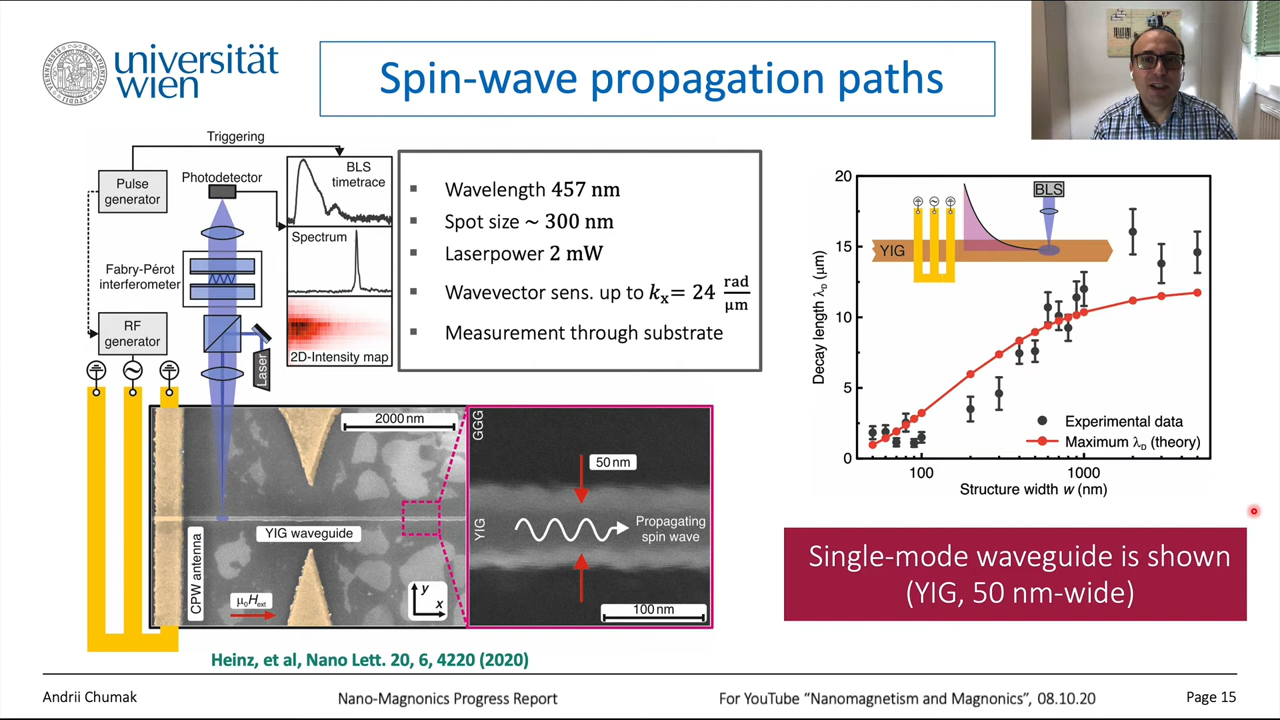 universität
wien
Spin-wave propagation paths
Triggering
Pulse
generator
Photodetector
BLS
timetrace
Spectrum
Fabry-Pérot
interferometer
RF
generator
Laser
2D-Intensity map
▪ Wavelength 457 nm
▪ Spot size ~ 300 nm
▪ Laserpower 2 mW
▪ Wavevector sens. up to kx= 24 rad/μm
▪ Measurement through substrate
2000 nm
YIG waveguide
CPW antenna
μ0Hext
y
x
GGG
50 nm
YIG
Propagating
spin wave
100 nm
Heinz, et al, Nano Lett. 20, 6, 4220 (2020)
20
15
10
5
0
Decay length λD (μm)
BLS
YIG
Experimental data
Maximum λD (theory)
100
1000
Structure width w (nm)
Single-mode waveguide is shown
(YIG, 50 nm-wide)
Andrii Chumak
Nano-Magnonics Progress Report
For YouTube “Nanomagnetism and Magnonics”, 08.10.20
Page 15